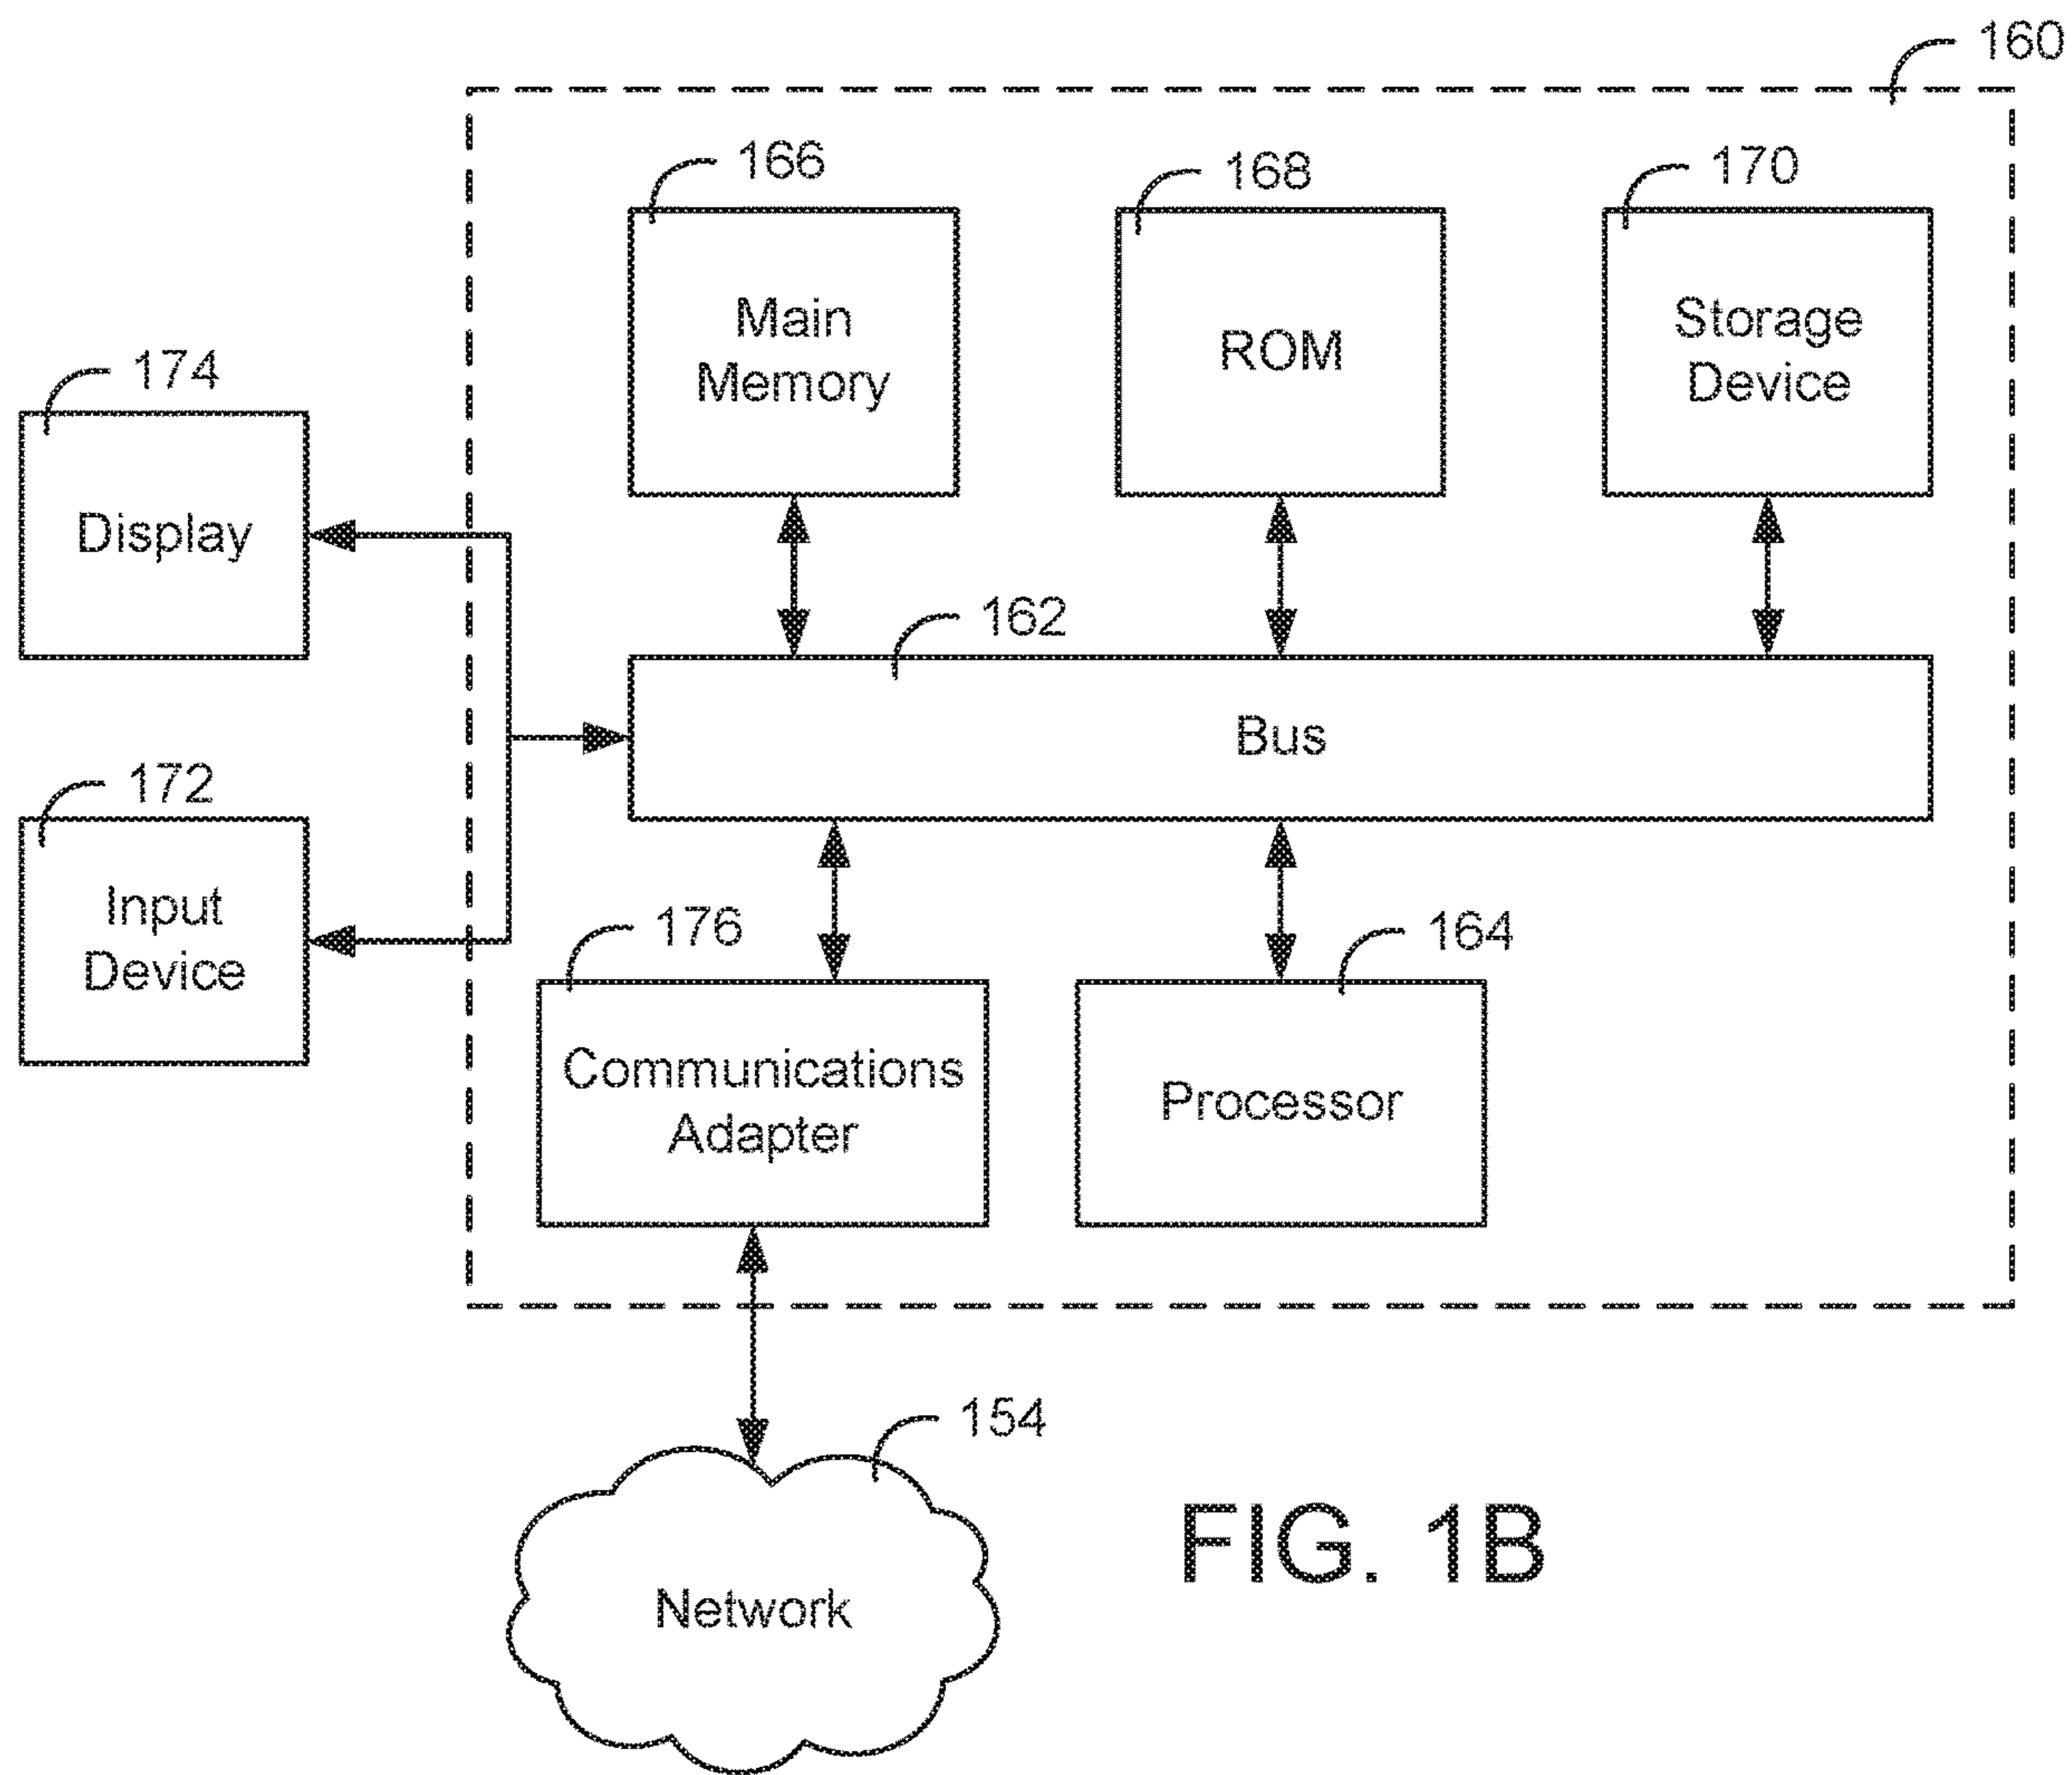 160
166
168
170
Main
Memory
ROM
Storage
Device
174
Display
162
Bus
172
Input
Device
176
164
Communications
Adapter
Processor
154
Network
FIG. 1B